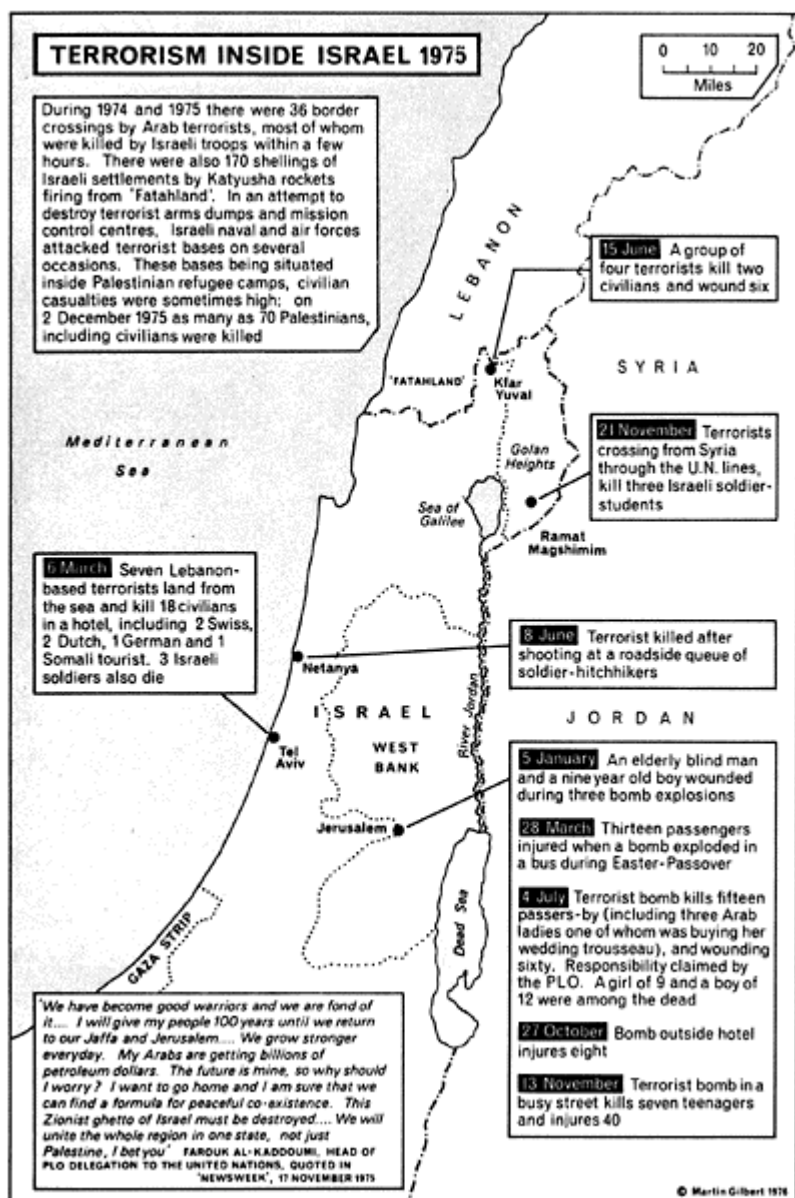 TERRORISM INSIDE ISRAEL 1975
0 10 20
Miles
During 1974 and 1975 there were 36 border
crossings by Arab terrorists, most of whom
were killed by Israeli troops within a few
hours. There were also 170 shellings of
Israeli settlements by Katyusha rockets
firing from 'Fatahland'. In an attempt to
destroy terrorist arms dumps and mission
control centres, Israeli naval and air forces
attacked terrorist bases on several
occasions. These bases being situated
inside Palestinian refugee camps, civilian
casualties were sometimes high; on
2 December 1975 as many as 70 Palestinians,
including civilians were killed
LEBANON
15 June A group of
four terrorists kill two
civilians and wound six
SYRIA
'FATAHLAND'
Kfar
Yuval
Mediterranean
Sea
Golan
Heights
21 November Terrorists
crossing from Syria
through the U.N. lines,
kill three Israeli soldier-
students
Sea of
Galilee
Ramat
Magshimim
6 March Seven Lebanon-
based terrorists land from
the sea and kill 18 civilians
in a hotel, including 2 Swiss,
2 Dutch, 1 German and 1
Somali tourist. 3 Israeli
soldiers also die
8 June Terrorist killed after
shooting at a roadside queue of
soldier-hitchhikers
Netanya
ISRAEL
River Jordan
JORDAN
WEST
BANK
Tel
Aviv
5 January An elderly blind man
and a nine year old boy wounded
during three bomb explosions
28 March Thirteen passengers
injured when a bomb exploded in
a bus during Easter-Passover
4 July Terrorist bomb kills fifteen
passers-by (including three Arab
ladies one of whom was buying her
wedding trousseau), and wounding
sixty. Responsibility claimed by
the PLO. A girl of 9 and a boy of
12 were among the dead
27 October Bomb outside hotel
injures eight
13 November Terrorist bomb in a
busy street kills seven teenagers
and injures 40
Jerusalem
Dead Sea
GAZA STRIP
'We have become good warriors and we are fond of
it.... I will give my people 100 years until we return
to our Jaffa and Jerusalem.... We grow stronger
everyday. My Arabs are getting billions of
petroleum dollars. The future is mine, so why should
I worry? I want to go home and I am sure that we
can find a formula for peaceful co-existence. This
Zionist ghetto of Israel must be destroyed.... We will
unite the whole region in one state, not just
Palestine, I bet you' FAROUK AL-KADDOUMI, HEAD OF
PLO DELEGATION TO THE UNITED NATIONS, QUOTED IN
'NEWSWEEK', 17 NOVEMBER 1975
© Martin Gilbert 1976